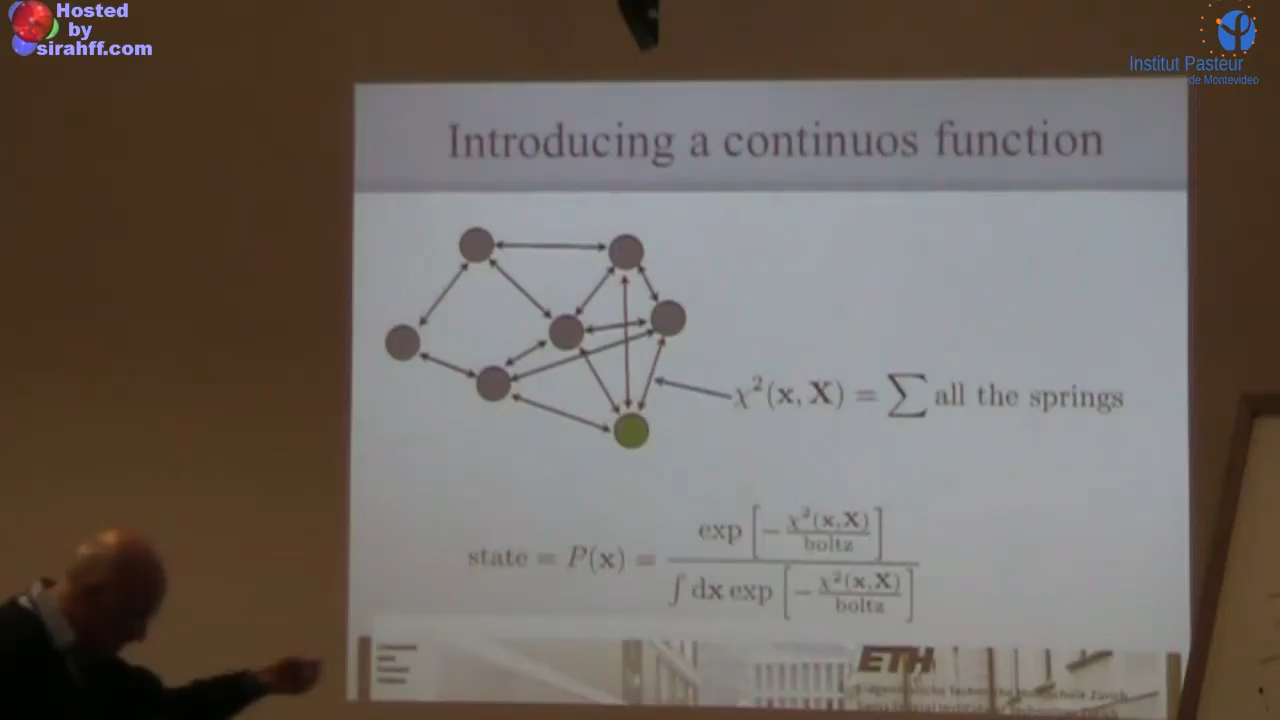 Hosted
by
sirahff.com
Institut Pasteur
de Montevideo
Introducing a continuos function
χ²(x, X) = ∑ all the springs
state = P(x) = exp [− χ²(x,X) / boltz] / ∫ dx exp [− χ²(x,X) / boltz]
ETH